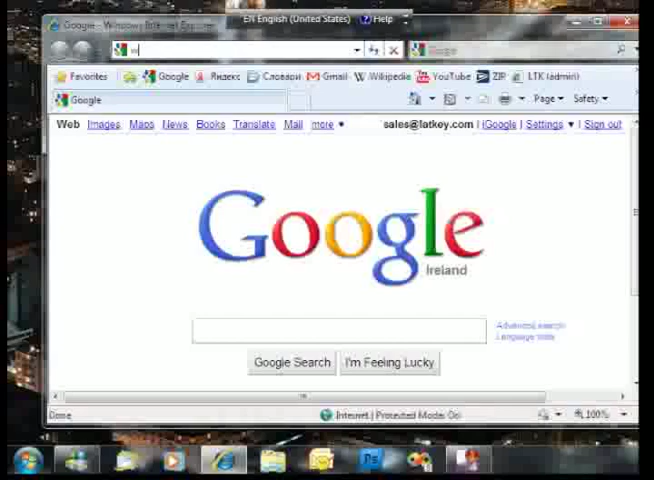 Google - Windows Internet Explorer
EN English (United States) Help
w
Google
Favorites Google Яндекс Словари Gmail Wikipedia YouTube ZIP LTK (admin)
Google Page Safety
Web Images Maps News Books Translate Mail more sales@latkey.com | iGoogle | Settings | Sign out
Google
Ireland
Advanced search
Language tools
Google Search I'm Feeling Lucky
Done Internet | Protected Mode: On 100%
Ps